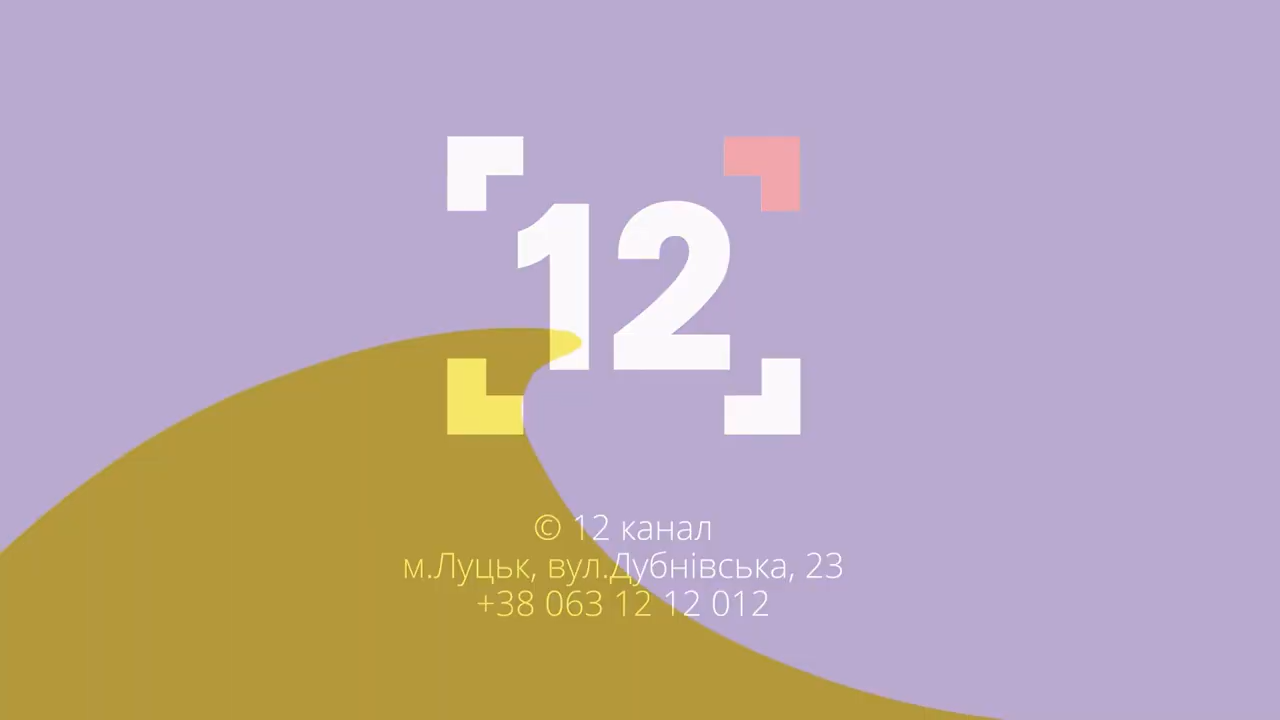 12
© 12 канал
м.Луцьк, вул.Дубнівська, 23
+38 063 12 12 012